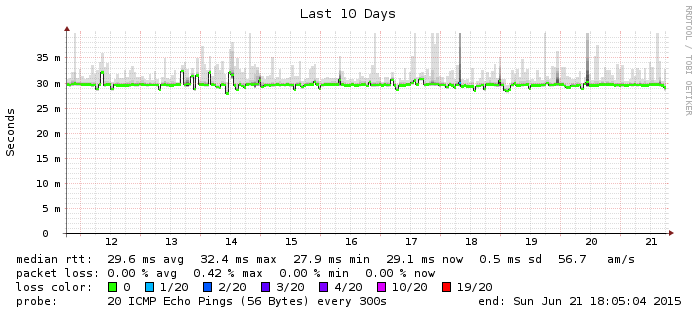 Last 10 Days
RRDTOOL / TOBI OETIKER
Seconds
35 m
30 m
25 m
20 m
15 m
10 m
5 m
0
12 13 14 15 16 17 18 19 20 21
median rtt: 29.6 ms avg 32.4 ms max 27.9 ms min 29.1 ms now 0.5 ms sd 56.7 am/s
packet loss: 0.00 % avg 0.42 % max 0.00 % min 0.00 % now
loss color: 0 1/20 2/20 3/20 4/20 10/20 19/20
probe: 20 ICMP Echo Pings (56 Bytes) every 300s end: Sun Jun 21 18:05:04 2015